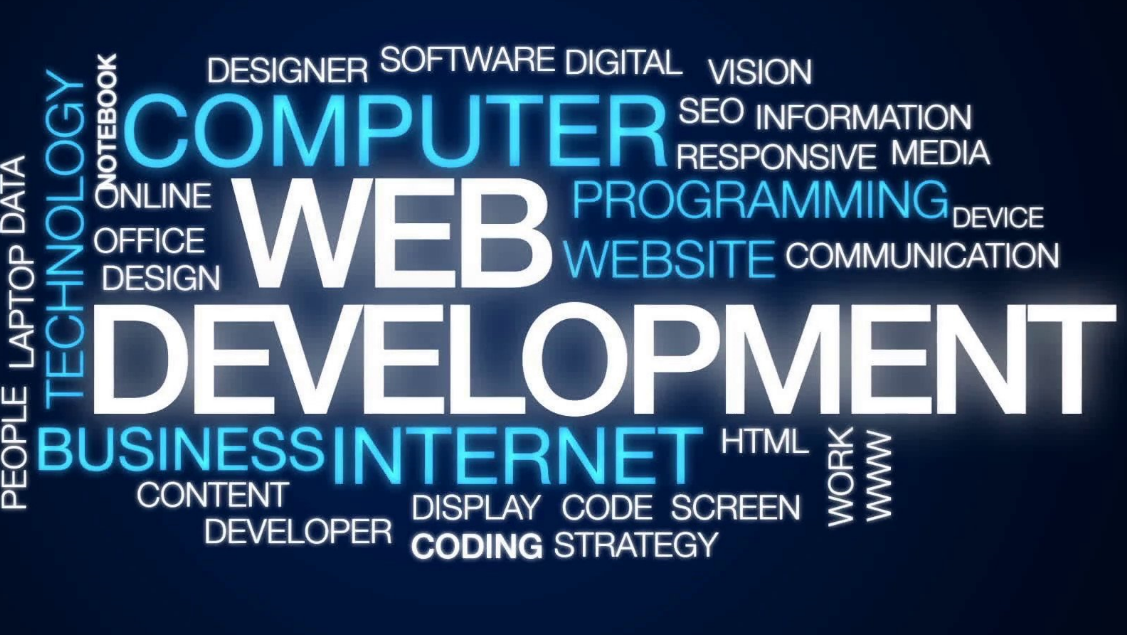 DESIGNER SOFTWARE DIGITAL VISION
COMPUTER
SEO INFORMATION
RESPONSIVE MEDIA
NOTEBOOK
TECHNOLOGY
DATA
LAPTOP
PEOPLE
ONLINE
OFFICE
DESIGN
WEB
PROGRAMMING
DEVICE
WEBSITE COMMUNICATION
DEVELOPMENT
BUSINESS INTERNET HTML
WORK
WWW
CONTENT
DISPLAY CODE SCREEN
DEVELOPER
CODING STRATEGY